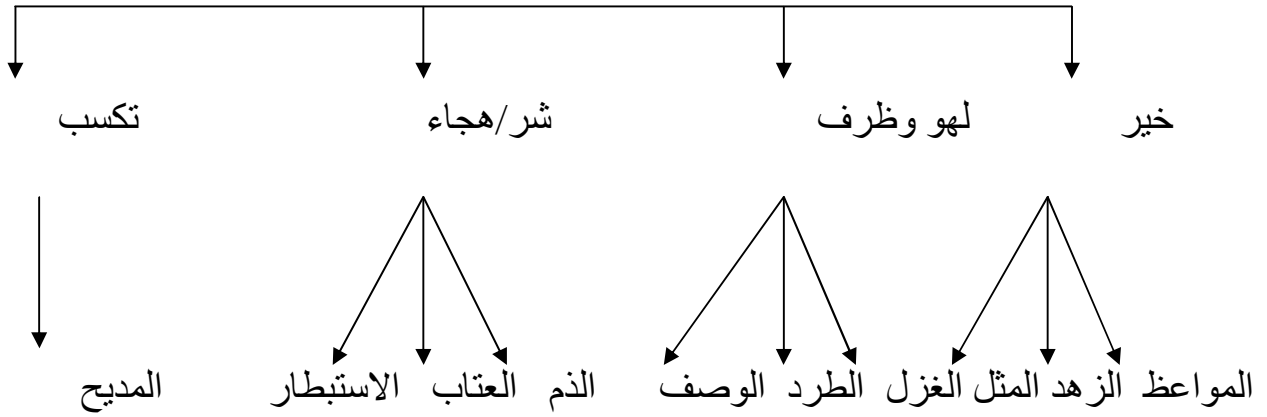 خير لهو وظرف شر/هجاء تكسب
المواعظ الزهد المثل الغزل الطرد الوصف الذم العتاب الاستبطار المديح